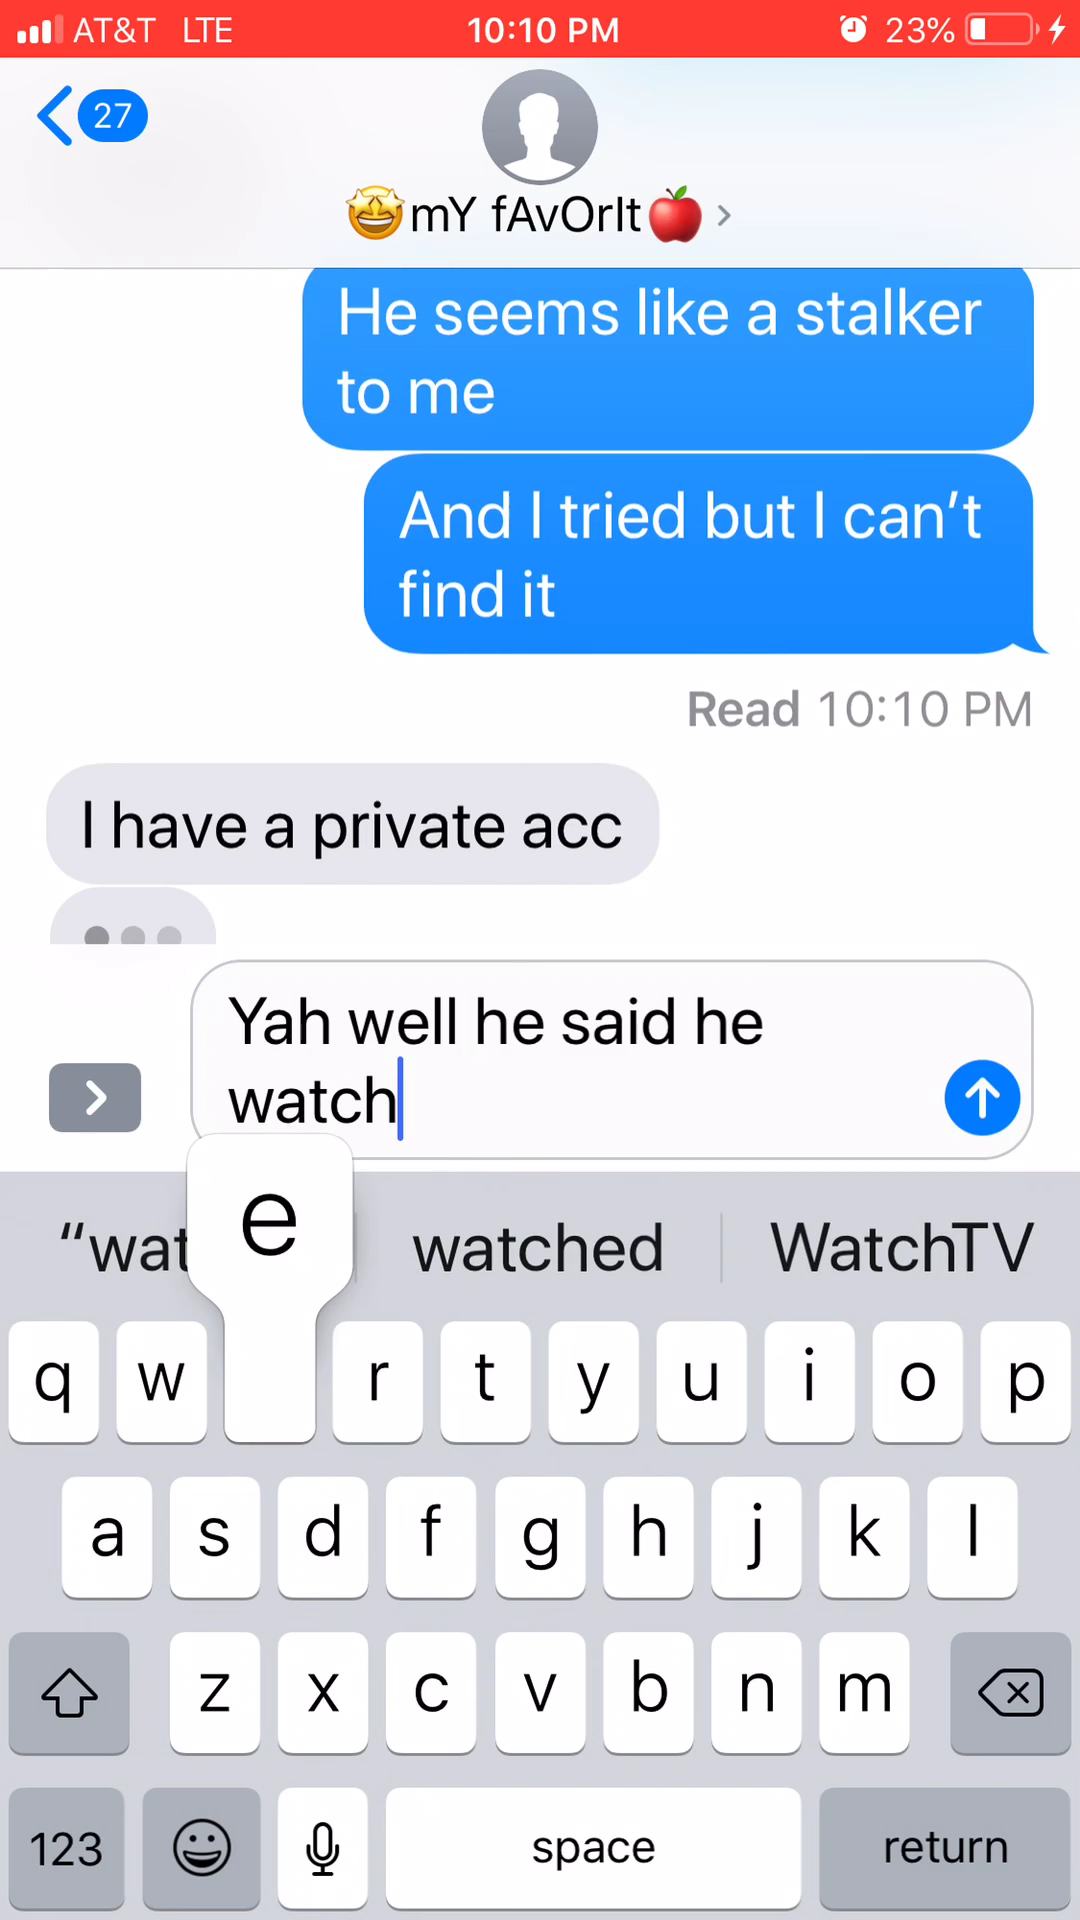 AT&T LTE 10:10 PM 23%
27
🤩mY fAvOrIt🍎 >
He seems like a stalker
to me
And I tried but I can’t
find it
Read 10:10 PM
I have a private acc
Yah well he said he
watch
e
“wat watched WatchTV
q w r t y u i o p
a s d f g h j k l
z x c v b n m
123 space return